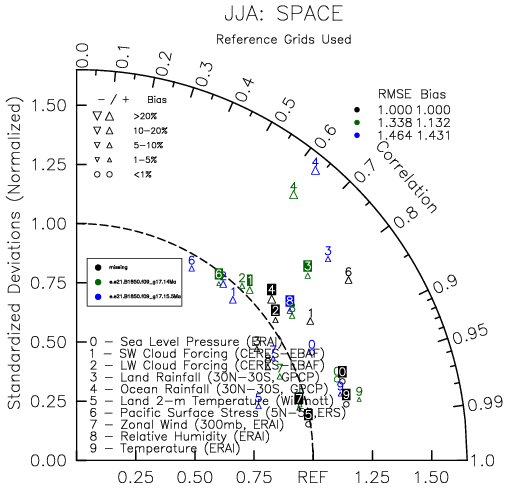 JJA: SPACE
Reference Grids Used
0.0
0.1
0.2
0.3
0.4
0.5
0.6
0.7
0.8
0.9
0.95
0.99
1.0
Correlation
RMSE Bias
1.000 1.000
1.338 1.132
1.464 1.431
- / + Bias
>20%
10-20%
5-10%
1-5%
<1%
Standardized Deviations (Normalized)
1.50
1.25
1.00
0.75
0.50
0.25
0.00
missing
0 - Sea Level Pressure (ERAI)
1 - SW Cloud Forcing (CERES-EBAF)
2 - LW Cloud Forcing (CERES-EBAF)
3 - Land Rainfall (30N-30S, GPCP)
4 - Ocean Rainfall (30N-30S, GPCP)
5 - Land 2-m Temperature (Willmott)
6 - Pacific Surface Stress (5N-5S,ERS)
7 - Zonal Wind (300mb, ERAI)
8 - Relative Humidity (ERAI)
9 - Temperature (ERAI)
0.25 0.50 0.75 REF 1.25 1.50